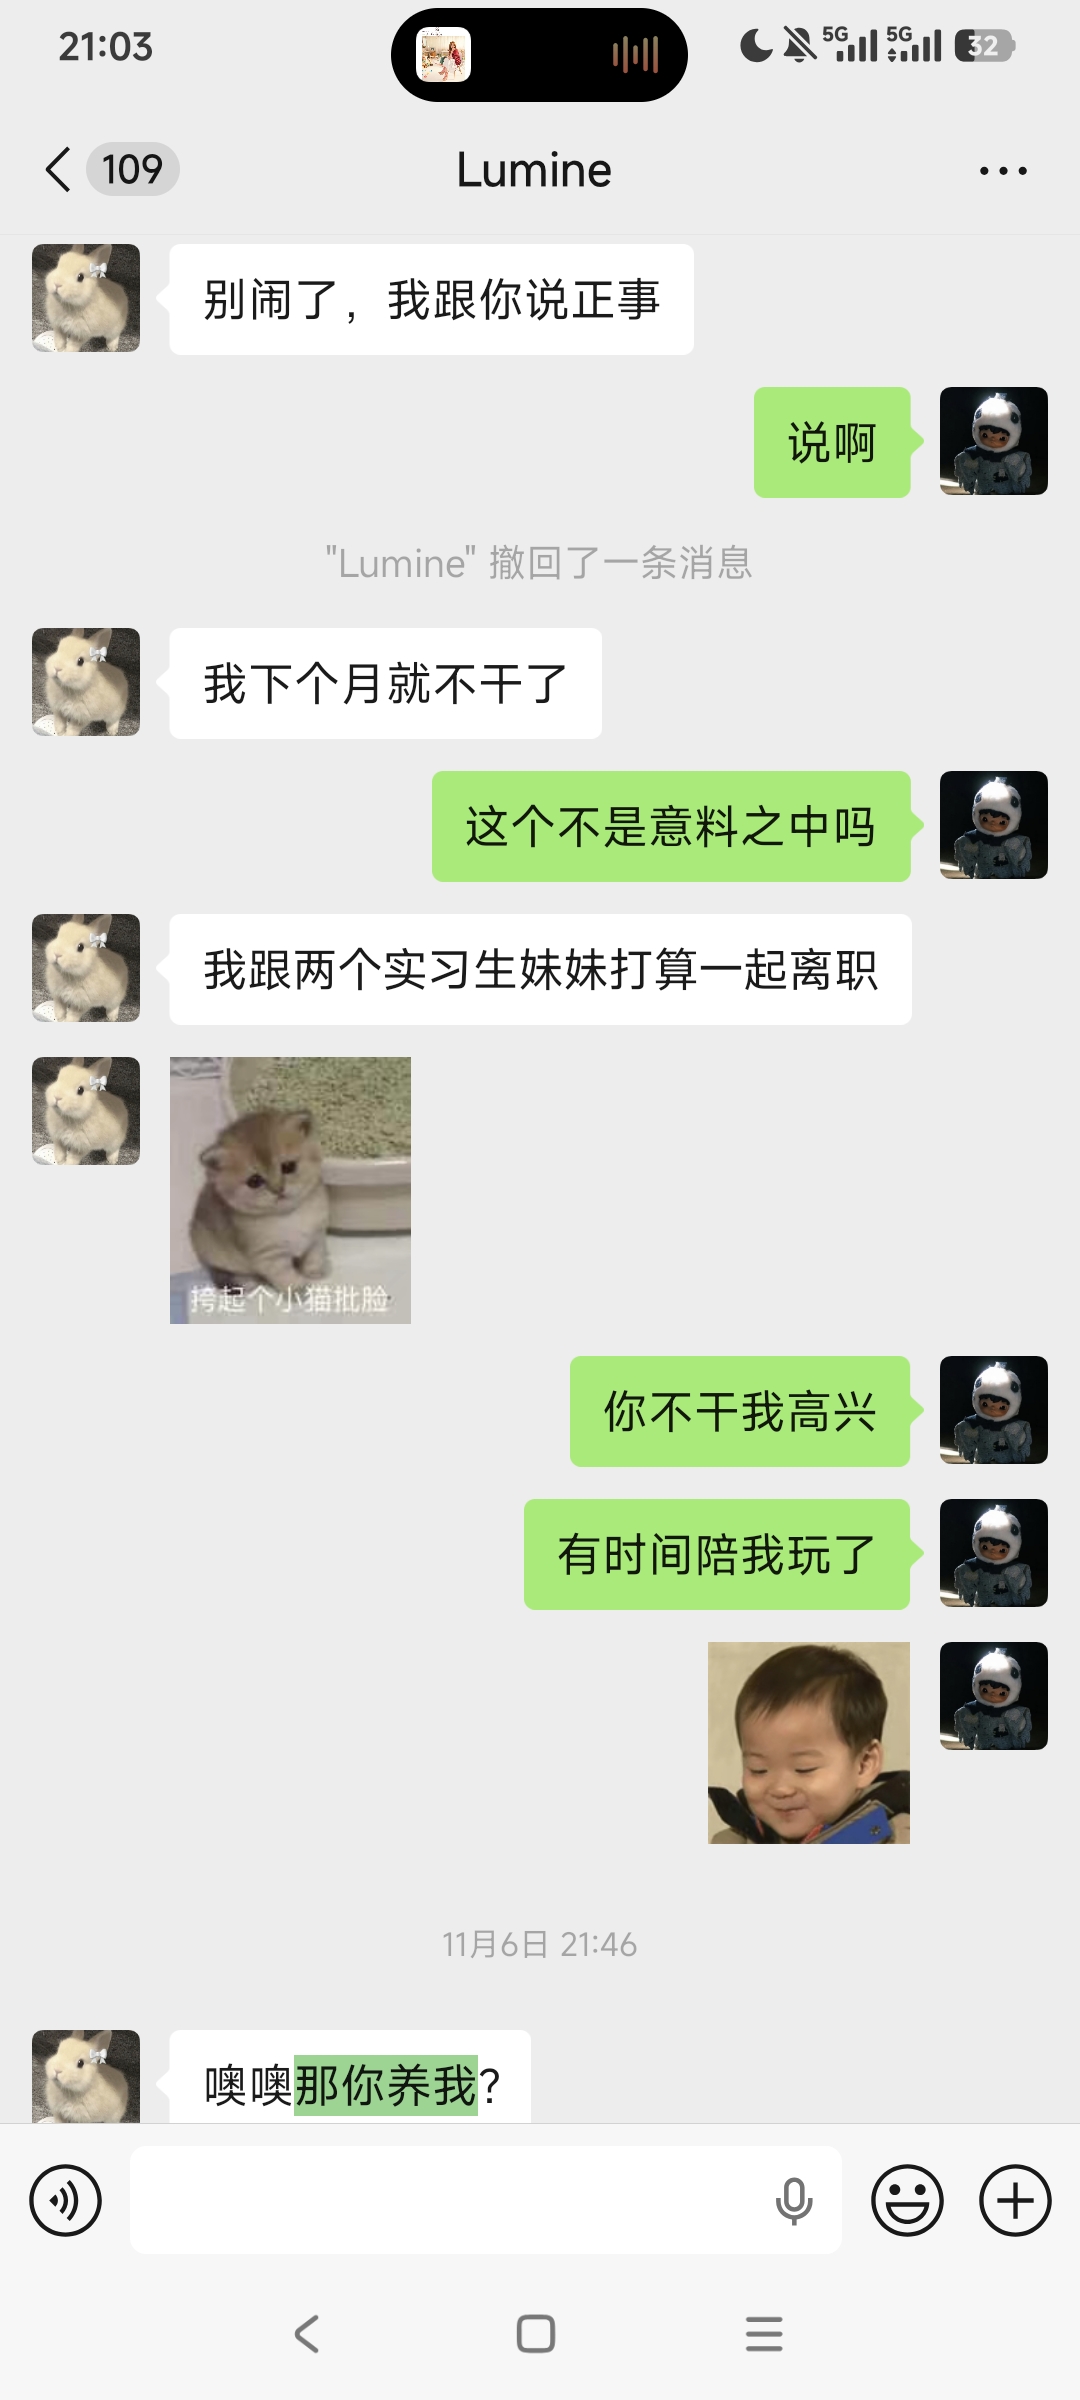 21:03
5G 5G 32
109
Lumine
别闹了，我跟你说正事
说啊
"Lumine" 撤回了一条消息
我下个月就不干了
这个不是意料之中吗
我跟两个实习生妹妹打算一起离职
挎起个小猫批脸
你不干我高兴
有时间陪我玩了
11月6日 21:46
噢噢那你养我?